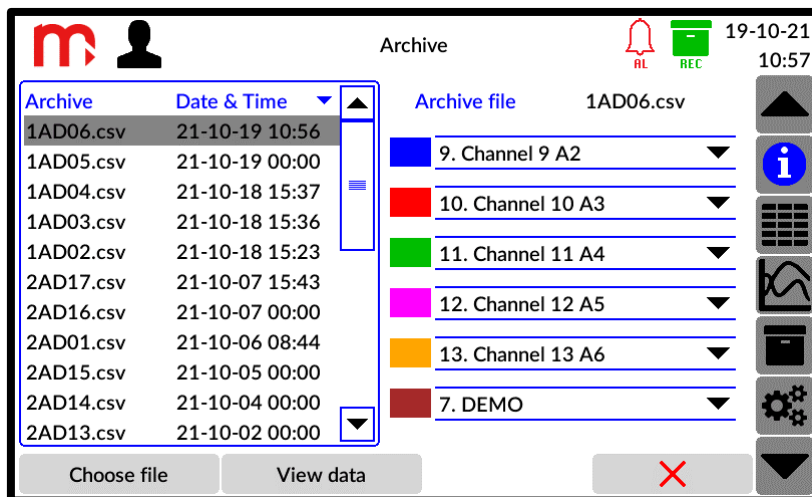 m
Archive
AL
REC
19-10-21
10:57
Archive Date & Time
1AD06.csv 21-10-19 10:56
1AD05.csv 21-10-19 00:00
1AD04.csv 21-10-18 15:37
1AD03.csv 21-10-18 15:36
1AD02.csv 21-10-18 15:23
2AD17.csv 21-10-07 15:43
2AD16.csv 21-10-07 00:00
2AD01.csv 21-10-06 08:44
2AD15.csv 21-10-05 00:00
2AD14.csv 21-10-04 00:00
2AD13.csv 21-10-02 00:00
Archive file 1AD06.csv
9. Channel 9 A2
10. Channel 10 A3
11. Channel 11 A4
12. Channel 12 A5
13. Channel 13 A6
7. DEMO
i
Choose file View data